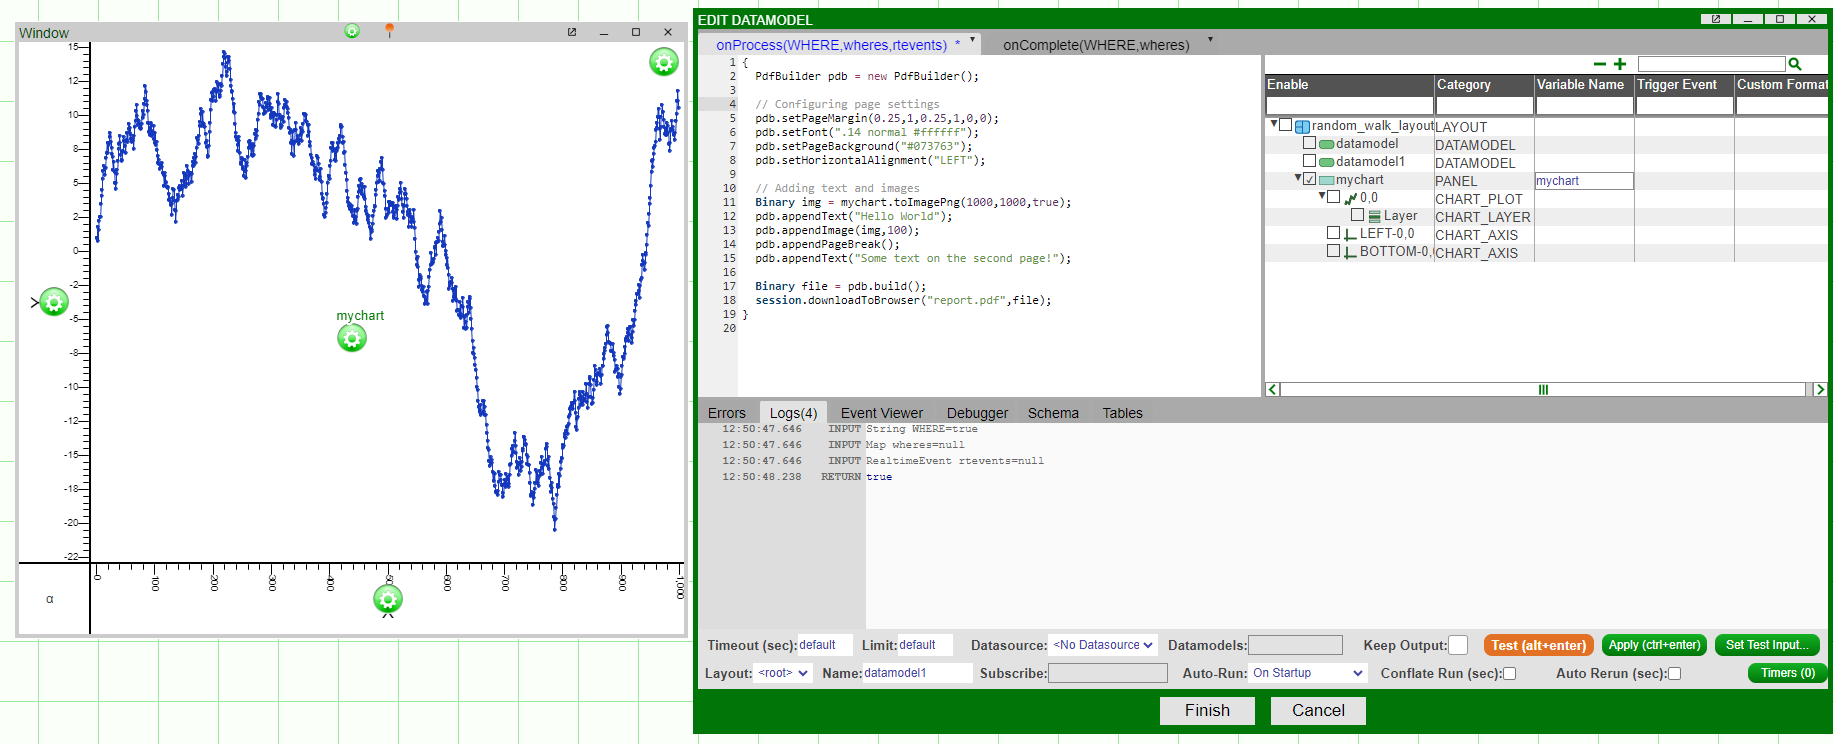 Window
15
12
10
8
5
2
0
-2
-5
-8
-10
-12
-15
-18
-20
-22
mychart
0
100
200
300
400
500
600
700
800
900
1,000
α
EDIT DATAMODEL
onProcess(WHERE,wheres,rtevents) *
onComplete(WHERE,wheres)
1 {
2 PdfBuilder pdb = new PdfBuilder();
3
4 // Configuring page settings
5 pdb.setPageMargin(0.25,1,0.25,1,0,0);
6 pdb.setFont(".14 normal #ffffff");
7 pdb.setPageBackground("#073763");
8 pdb.setHorizontalAlignment("LEFT");
9
10 // Adding text and images
11 Binary img = mychart.toImagePng(1000,1000,true);
12 pdb.appendText("Hello World");
13 pdb.appendImage(img,100);
14 pdb.appendPageBreak();
15 pdb.appendText("Some text on the second page!");
16
17 Binary file = pdb.build();
18 session.downloadToBrowser("report.pdf",file);
19 }
20
Enable Category Variable Name Trigger Event Custom Format
random_walk_layout LAYOUT
datamodel DATAMODEL
datamodel1 DATAMODEL
mychart PANEL mychart
0,0 CHART_PLOT
Layer CHART_LAYER
LEFT-0,0 CHART_AXIS
BOTTOM-0, CHART_AXIS
Errors Logs(4) Event Viewer Debugger Schema Tables
12:50:47.646 INPUT String WHERE=true
12:50:47.646 INPUT Map wheres=null
12:50:47.646 INPUT RealtimeEvent rtevents=null
12:50:48.238 RETURN true
Timeout (sec): default Limit: default Datasource: <No Datasource Datamodels: Keep Output: Test (alt+enter) Apply (ctrl+enter) Set Test Input...
Layout: <root> Name: datamodel1 Subscribe: Auto-Run: On Startup Conflate Run (sec): Auto Rerun (sec): Timers (0)
Finish Cancel